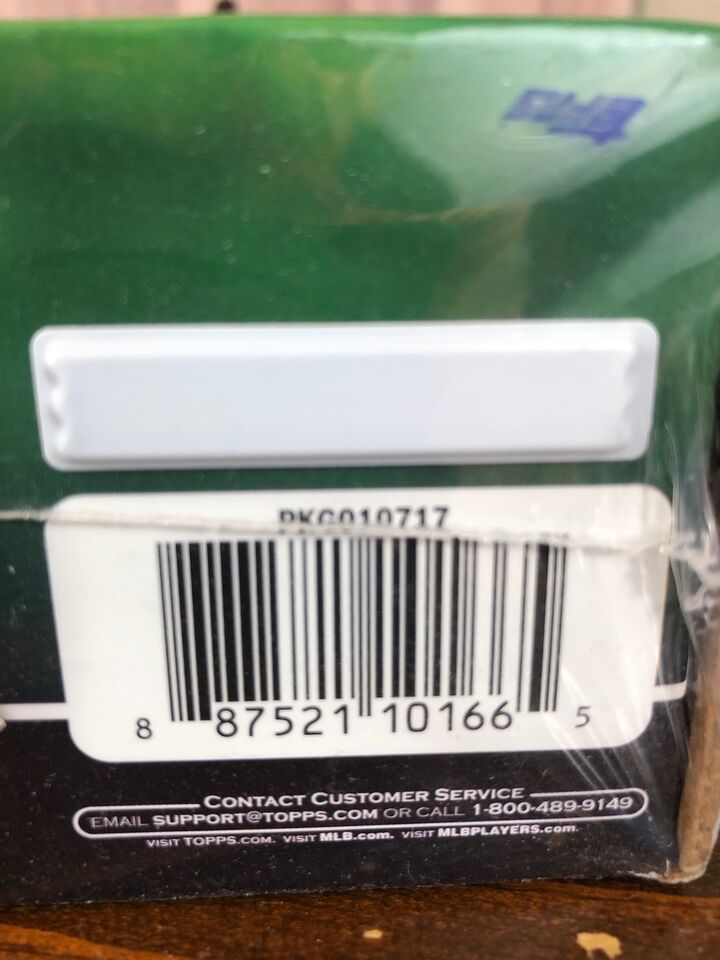 PKG010717
8 87521 10166 5
CONTACT CUSTOMER SERVICE
EMAIL SUPPORT@TOPPS.COM OR CALL 1-800-489-9149
VISIT TOPPS.COM. VISIT MLB.com. VISIT MLBPLAYERS.com.